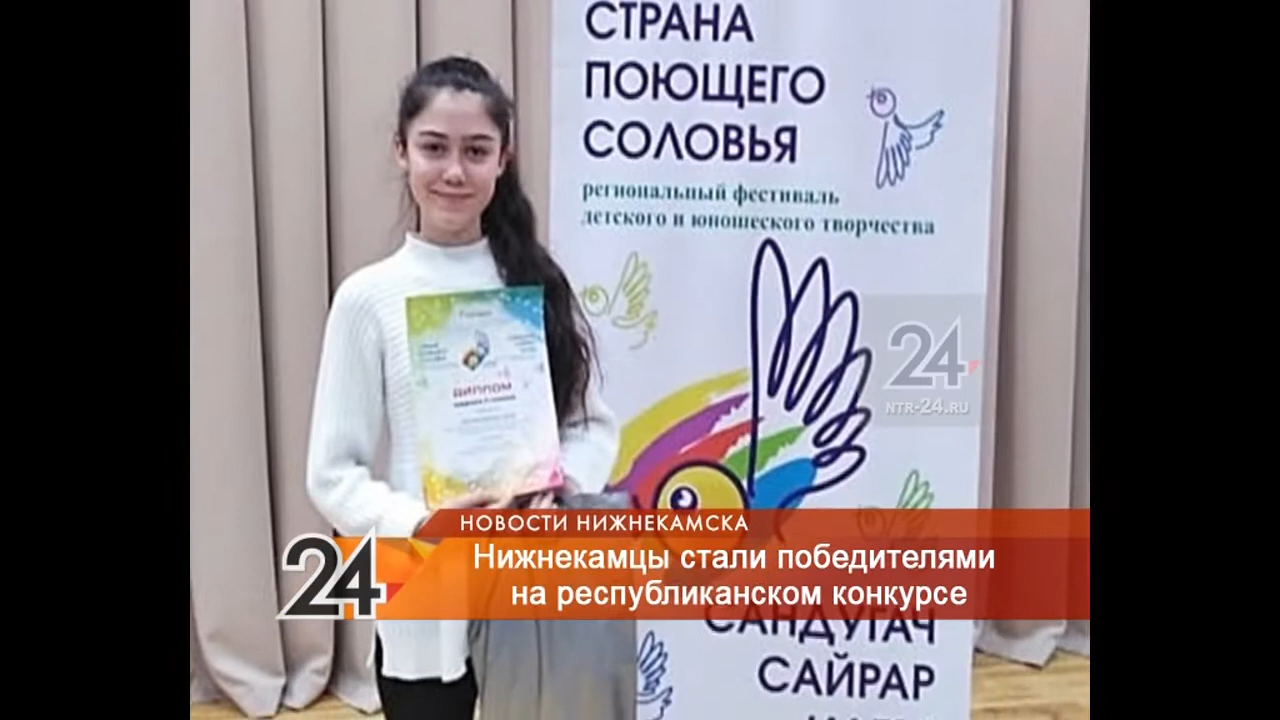 СТРАНА
ПОЮЩЕГО
СОЛОВЬЯ
региональный фестиваль
детского и юношеского творчества
ДИПЛОМ
24
NTR-24.RU
НОВОСТИ НИЖНЕКАМСКА
24
Нижнекамцы стали победителями
на республиканском конкурсе
САНДУГАЧ
САЙРАР